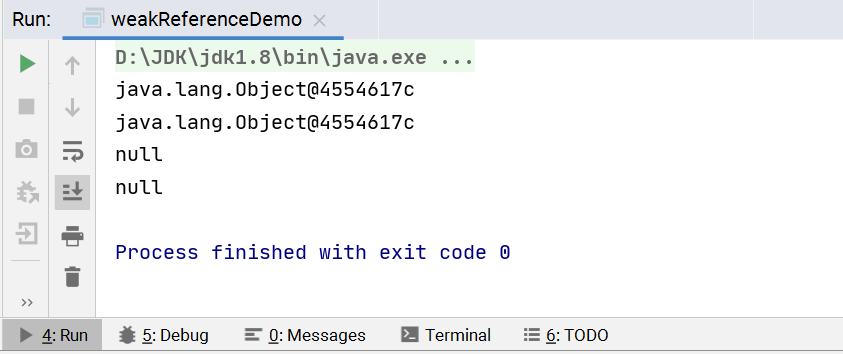 Run: weakReferenceDemo
D:\JDK\jdk1.8\bin\java.exe ...
java.lang.Object@4554617c
java.lang.Object@4554617c
null
null
Process finished with exit code 0
4: Run 5: Debug 0: Messages Terminal 6: TODO